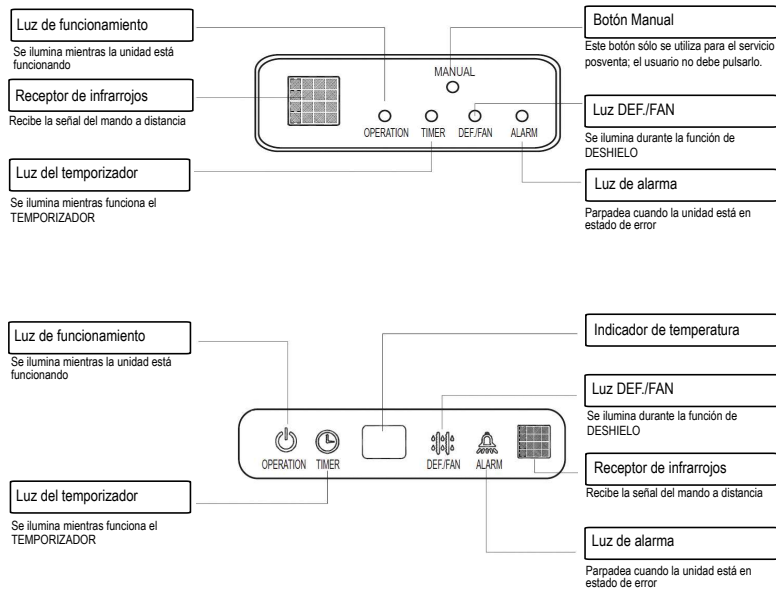 Luz de funcionamiento
Se ilumina mientras la unidad está
funcionando
Receptor de infrarrojos
Recibe la señal del mando a distancia
Luz del temporizador
Se ilumina mientras funciona el
TEMPORIZADOR
MANUAL
OPERATION TIMER DEF./FAN ALARM
Botón Manual
Este botón sólo se utiliza para el servicio
posventa; el usuario no debe pulsarlo.
Luz DEF./FAN
Se ilumina durante la función de
DESHIELO
Luz de alarma
Parpadea cuando la unidad está en
estado de error
Luz de funcionamiento
Se ilumina mientras la unidad está
funcionando
Luz del temporizador
Se ilumina mientras funciona el
TEMPORIZADOR
OPERATION TIMER DEF./FAN ALARM
Indicador de temperatura
Luz DEF./FAN
Se ilumina durante la función de
DESHIELO
Receptor de infrarrojos
Recibe la señal del mando a distancia
Luz de alarma
Parpadea cuando la unidad está en
estado de error